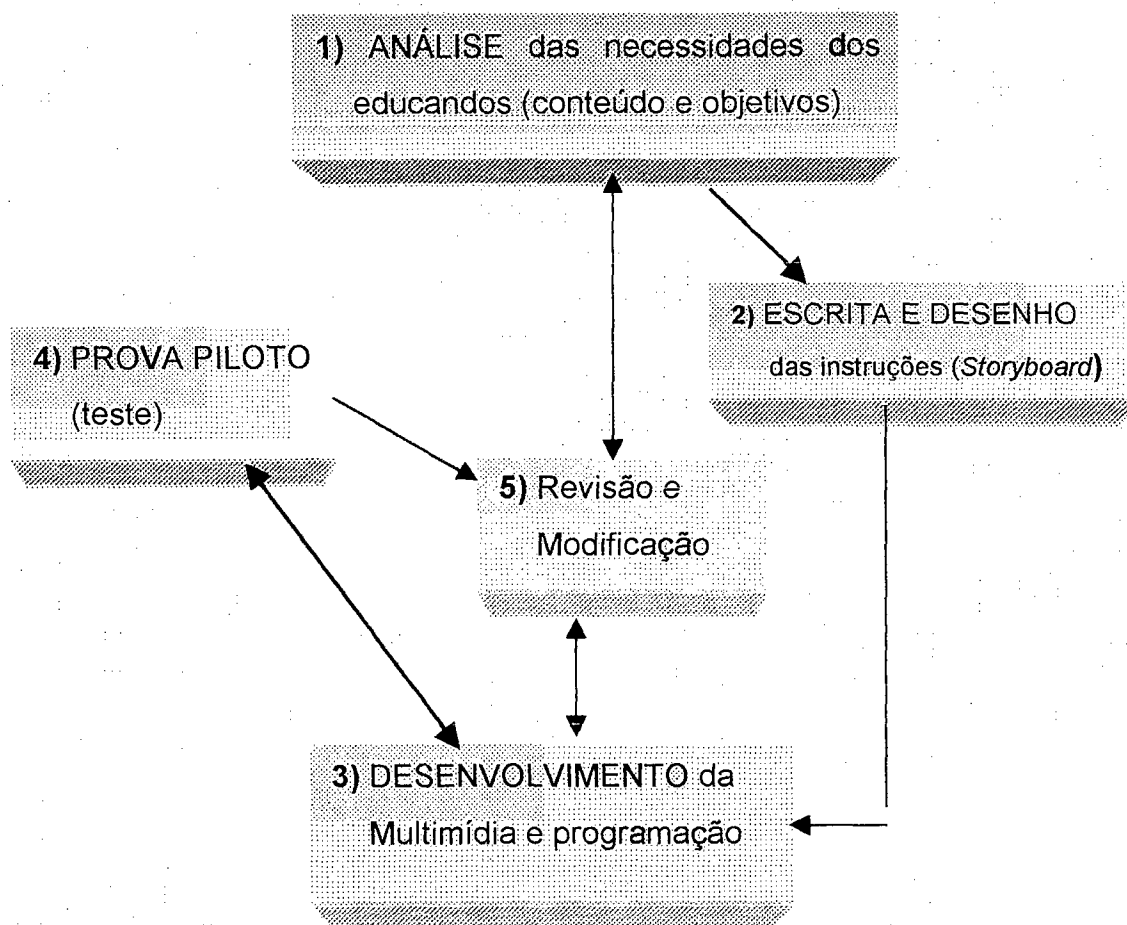 1) ANÁLISE das necessidades dos
educandos (conteúdo e objetivos)
2) ESCRITA E DESENHO
das instruções (Storyboard)
4) PROVA PILOTO
(teste)
5) Revisão e
Modificação
3) DESENVOLVIMENTO da
Multimídia e programação